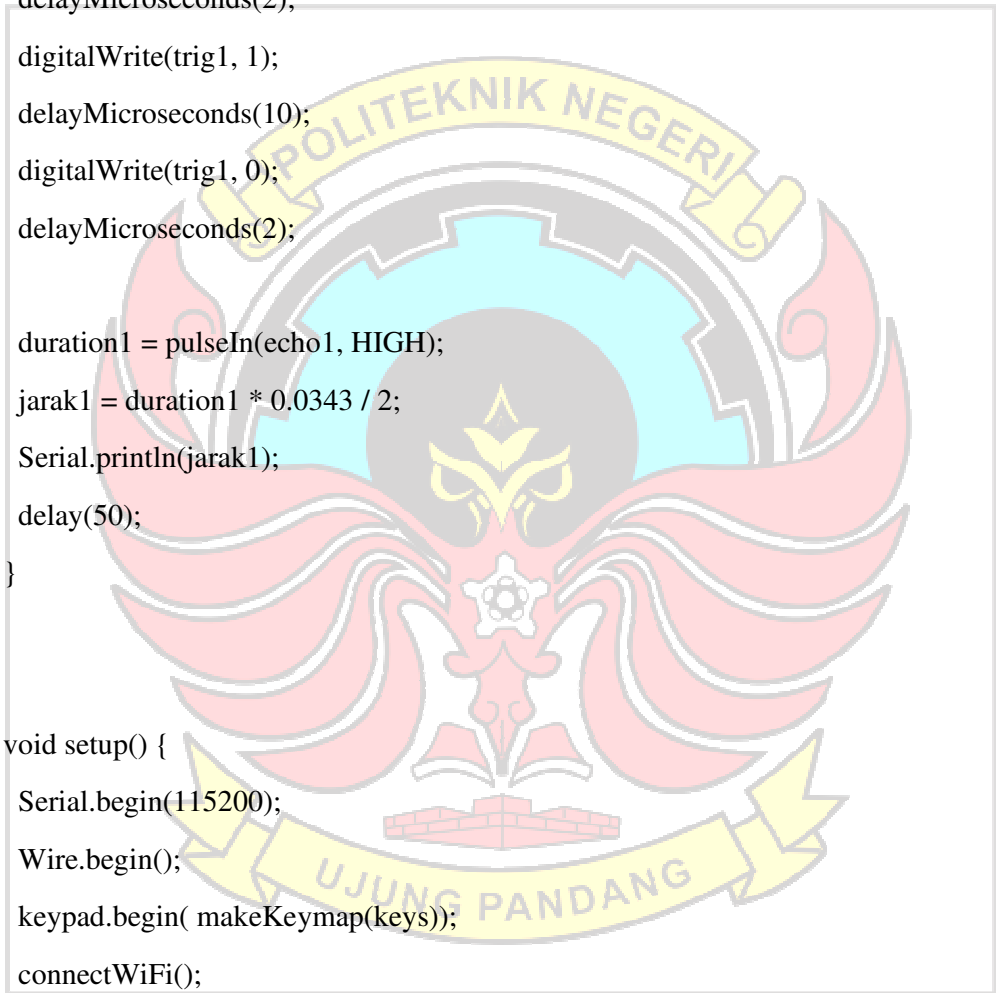 delayMicroseconds(2);
POLITEKNIK NEGERI
digitalWrite(trig1, 1);
delayMicroseconds(10);
digitalWrite(trig1, 0);
delayMicroseconds(2);
duration1 = pulseIn(echo1, HIGH);
jarak1 = duration1 * 0.0343 / 2;
Serial.println(jarak1);
delay(50);
}
void setup() {
Serial.begin(115200);
Wire.begin();
keypad.begin( makeKeymap(keys));
connectWiFi();
UJUNG PANDANG